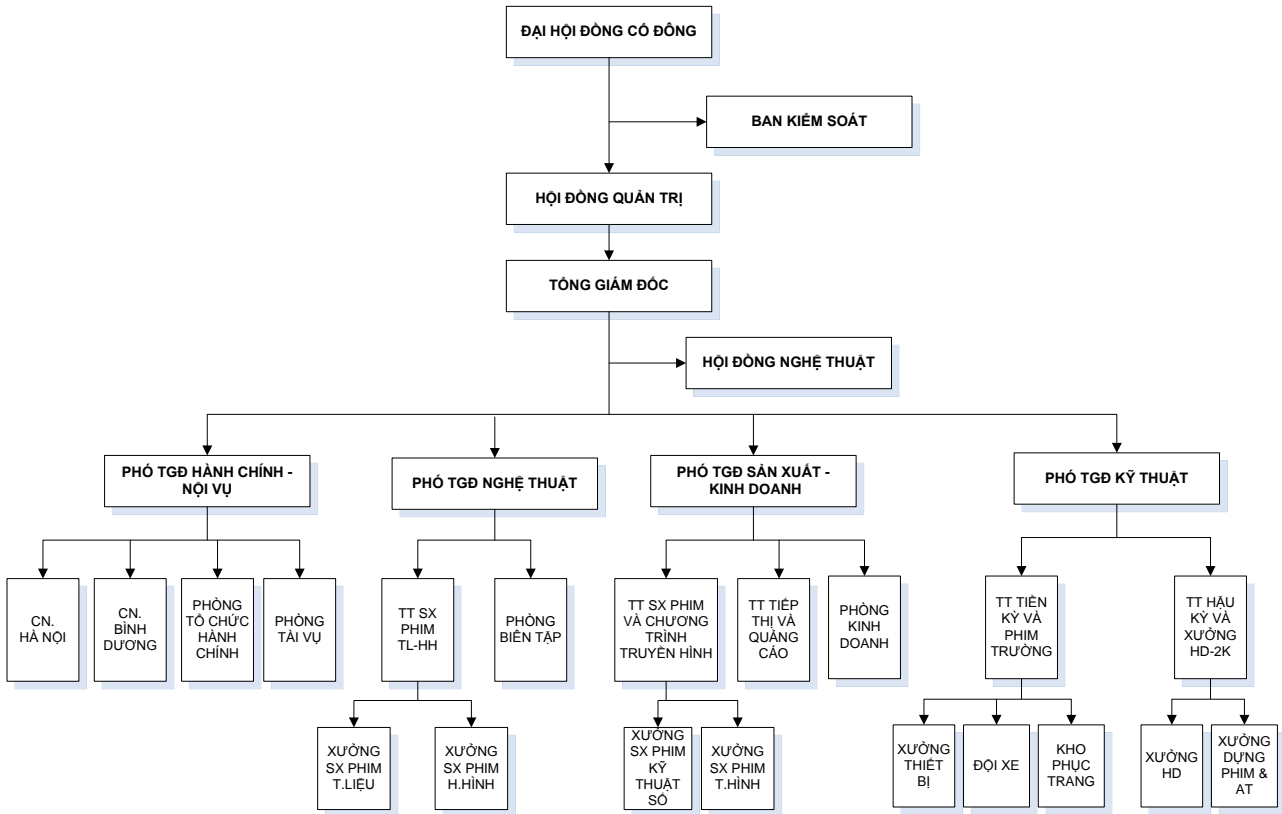 ĐẠI HỘI ĐỒNG CỔ ĐÔNG
BAN KIỂM SOÁT
HỘI ĐỒNG QUẢN TRỊ
TỔNG GIÁM ĐỐC
HỘI ĐỒNG NGHỆ THUẬT
PHÓ TGĐ HÀNH CHÍNH -
NỘI VỤ
PHÓ TGĐ NGHỆ THUẬT
PHÓ TGĐ SẢN XUẤT -
KINH DOANH
PHÓ TGĐ KỸ THUẬT
CN.
HÀ NỘI
CN.
BÌNH
DƯƠNG
PHÒNG
TỔ CHỨC
HÀNH
CHÍNH
PHÒNG
TÀI VỤ
TT SX
PHIM
TL-HH
PHÒNG
BIÊN TẬP
TT SX PHIM
VÀ CHƯƠNG
TRÌNH
TRUYỀN HÌNH
TT TIẾP
THỊ VÀ
QUẢNG
CÁO
PHÒNG
KINH
DOANH
TT TIỀN
KỲ VÀ
PHIM
TRƯỜNG
TT HẬU
KỲ VÀ
XƯỞNG
HD-2K
XƯỞNG
SX PHIM
T.LIỆU
XƯỞNG
SX PHIM
H.HÌNH
XƯỞNG
SX PHIM
KỸ
THUẬT
SỐ
XƯỞNG
SX PHIM
T.HÌNH
XƯỞNG
THIẾT
BỊ
ĐỘI XE
KHO
PHỤC
TRANG
XƯỞNG
HD
XƯỞNG
DỰNG
PHIM &
AT